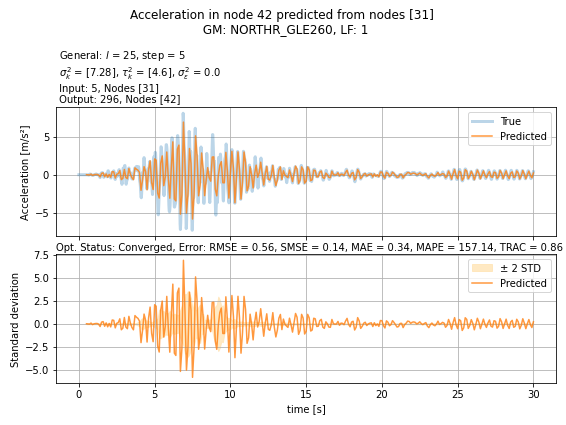 Acceleration in node 42 predicted from nodes [31]
GM: NORTHR_GLE260, LF: 1
General: l = 25, step = 5
σ²ₖ = [7.28], τ²ₖ = [4.6], σ²ε = 0.0
Input: 5, Nodes [31]
Output: 296, Nodes [42]
Acceleration [m/s²]
5
0
−5
True
Predicted
Opt. Status: Converged, Error: RMSE = 0.56, SMSE = 0.14, MAE = 0.34, MAPE = 157.14, TRAC = 0.86
Standard deviation
7.5
5.0
2.5
0.0
−2.5
−5.0
± 2 STD
Predicted
0 5 10 15 20 25 30
time [s]